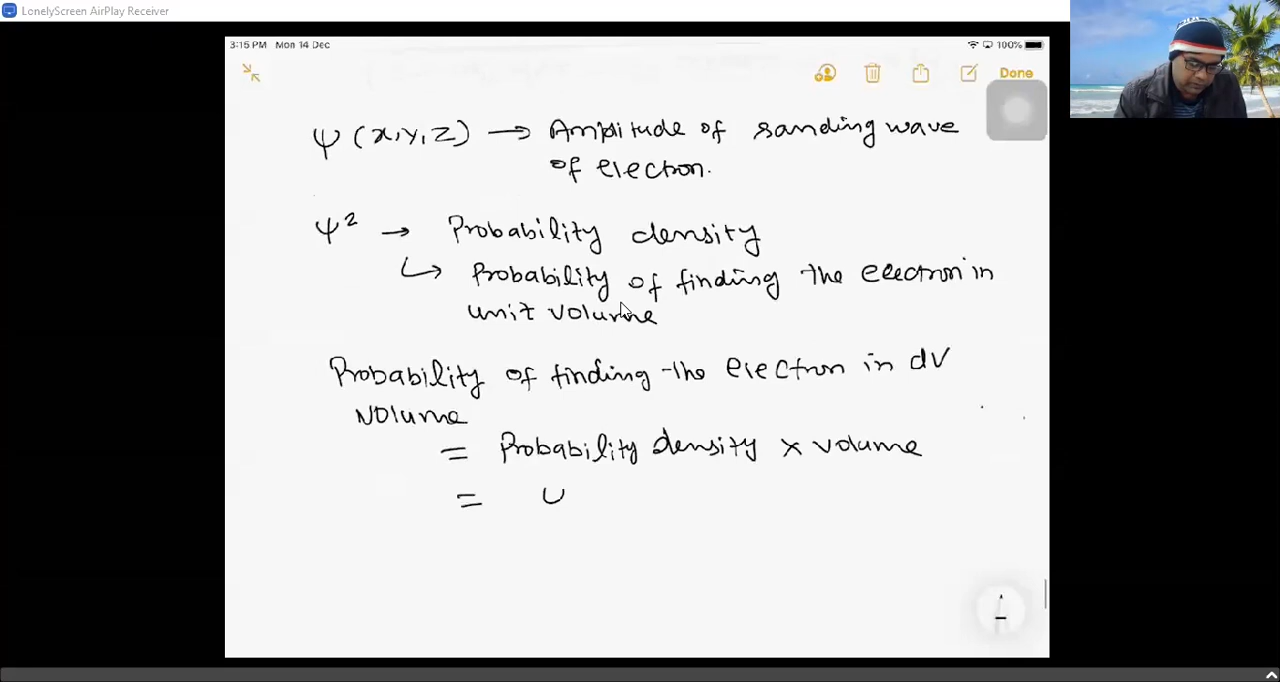 LonelyScreen AirPlay Receiver
3:15 PM Mon 14 Dec
100%
Done
Ψ (x,y,z) → Amplitude of sanding wave
of electron.
Ψ² → Probability density
↳ Probability of finding the electron in
unit volume
Probability of finding the electron in dV
volume
= Probability density × volume
=